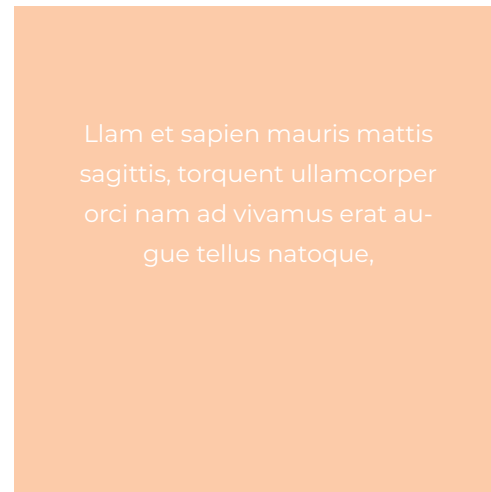 Llam et sapien mauris mattis
sagittis, torquent ullamcorper
orci nam ad vivamus erat au-
gue tellus natoque,